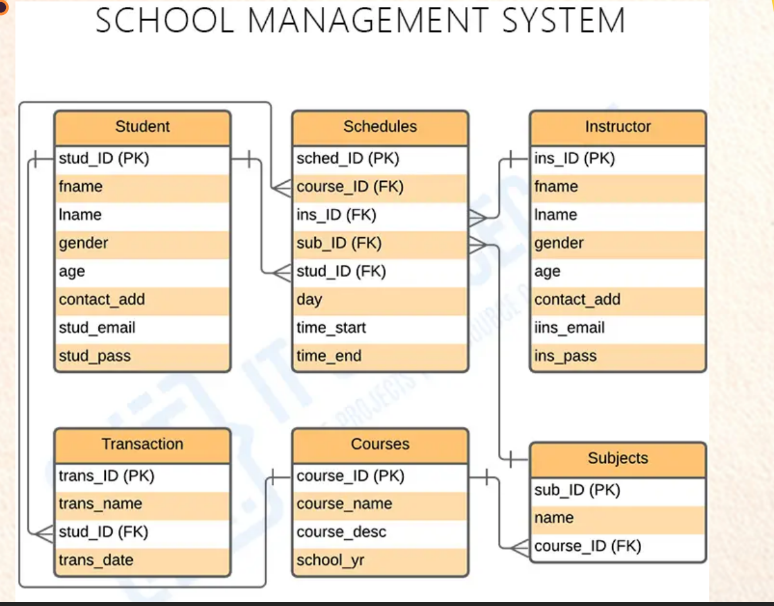 SCHOOL MANAGEMENT SYSTEM
Student
stud_ID (PK)
fname
lname
gender
age
contact_add
stud_email
stud_pass
Schedules
sched_ID (PK)
course_ID (FK)
ins_ID (FK)
sub_ID (FK)
stud_ID (FK)
day
time_start
time_end
Instructor
ins_ID (PK)
fname
lname
gender
age
contact_add
iins_email
ins_pass
Transaction
trans_ID (PK)
trans_name
stud_ID (FK)
trans_date
Courses
course_ID (PK)
course_name
course_desc
school_yr
Subjects
sub_ID (PK)
name
course_ID (FK)